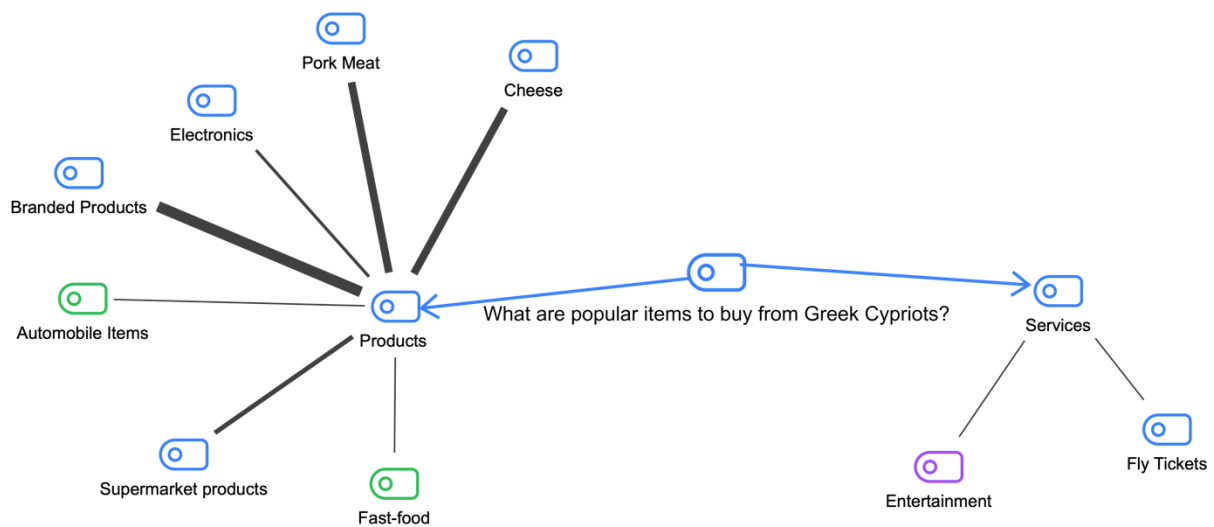 Pork Meat
Cheese
Electronics
Branded Products
What are popular items to buy from Greek Cypriots?
Automobile Items
Products
Services
Supermarket products
Fast-food
Entertainment
Fly Tickets